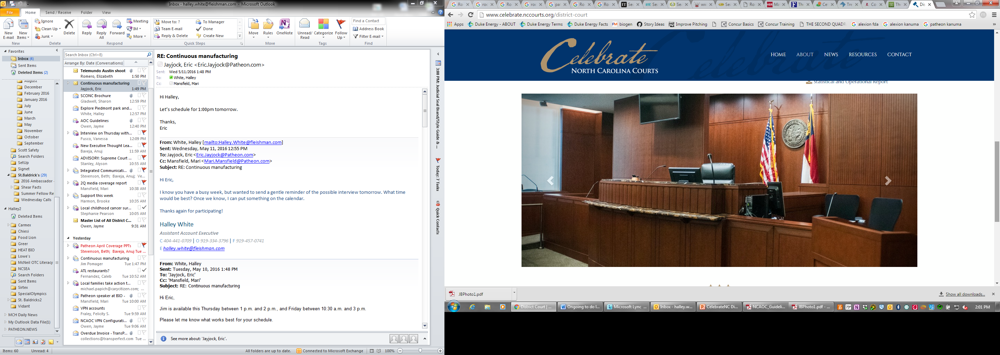 Inbox - halley.white@fleishman.com - Microsoft Outlook
File Home Send / Receive Folder View
New E-mail
New Items
Ignore
Clean Up
Junk
Delete
Reply
Reply All
Forward
Meeting
IM
More
Move to: ?
Team E-mail
Reply & Delete
To Manager
Done
Create New
Move
Rules
OneNote
Unread/ Read
Categorize
Follow Up
Find a Contact
Address Book
Filter E-mail
New Delete Respond Quick Steps Move Tags Find
Favorites
Inbox (4)
Sent Items
Deleted Items (2)
August
December
February 2016
January 2016
July
June
March
May
November
October
September
Scott Safety
Search Folders
SetUp
Signet
St.Baldrick's (29)
2016 Ambassador -
Shear Facts
Summer Fellow Re
Wednesday Calls
Halley2
Deleted Items
Carmex
Chiesi
Food Lion
Greer
HEAT BIO
Lowe's
McNeil OTC Literacy
NCSEA
Search Folders
Sent Items
Sirtex
SpecialOlympics
St. Baldricks2
Vidant
MCH Daily News
My Outlook Data File(1)
PATHEON.NEWS
Search Inbox (Ctrl+E)
Arrange By: Date (Conversations)
Telemundo Austin shoot
Romero, Elizabeth 1:50 PM
Continuous manufacturing
Jayjock, Eric 1:49 PM
SCONC Brochure
Gladwell, Sharon 12:59 PM
Explore Piedmont park and...
White, Halley 12:57 PM
AOC Guidelines
Owen, Jayme 12:40 PM
Interview on Thursday with...
Fusco, Vanessa 12:09 PM
New Executive Thought Lea...
Baveja, Anuj 11:59 AM
ADVISORY: Supreme Court ...
Stanley, Alyson 10:55 AM
Integrated Communicati...
Stevenson, Beth; Baveja, Anuj; Ve...
2Q media coverage report
Mansfield, Mari 10:38 AM
Support this week
Harmon, Brooke 10:35 AM
Local childhood cancer sur...
Stephanie Pearson 10:05 AM
Master List of All District C...
Owen, Jayme 9:31 AM
Yesterday
Patheon April Coverage PPTs
Stevenson, Beth; Baveja, Anuj Tue ...
Continuous manufacturing
Jim Pomager Tue 1:47 PM
ATL restaurants?
Fernandez, Caleb Tue 10:52 AM
Local families take action t...
michael.papich@carycitizen.com; ...
Patheon speaker at BIO -
Mansfield, Mari Tue 10:00 AM
VPN accounts
Fraley, Felicity S. Tue 9:59 AM
NCAOC VPN Configurati...
Owen, Jayme Tue 9:06 AM
Overdue Invoice - TransP...
collections@transperfect.com Tue ...
RE: Continuous manufacturing
Jayjock, Eric <Eric.Jayjock@Patheon.com>
Sent: Wed 5/11/2016 1:48 PM
To: White, Halley
Cc: Mansfield, Mari
Hi Halley,
Let's schedule for 1:00pm tomorrow.
Thanks,
Eric
From: White, Halley [mailto:Halley.White@fleishman.com]
Sent: Wednesday, May 11, 2016 12:55 PM
To: Jayjock, Eric <Eric.Jayjock@Patheon.com>
Cc: Mansfield, Mari <Mari.Mansfield@Patheon.com>
Subject: RE: Continuous manufacturing
Hi Eric,
I know you have a busy week, but wanted to send a gentle reminder of the possible interview tomorrow. What time
would be best? Once we know, I can put something on the calendar.
Thanks again for participating!
Halley White
Assistant Account Executive
C 404-441-0709 | O 919-334-3796 | F 919-457-0741
E halley.white@fleishman.com
From: White, Halley
Sent: Tuesday, May 10, 2016 1:48 PM
To: 'Jayjock, Eric'
Cc: 'Mansfield, Mari'
Subject: RE: Continuous manufacturing
Hi Eric,
Jim is available this Thursday between 1 p.m. and 2 p.m., and Friday between 10:30 a.m. and 3 p.m.
Please let me know what works best for your schedule.
See more about: 'Jayjock, Eric'.
3:00 PM: Judicial Seal Brand/Style Guide & ...
Today: 7 Tasks
Quick Contacts
Items: 60 Unread: 4
All folders are up to date. Connected to Microsoft Exchange 100%
www.celebrate.nccourts.org/district-court
Apps Duke Energy - ABOUT Duke Energy Terms Duke Energy Facts biogen Story Ideas Improve Pitching Concur Basics Concur Training THE SECOND QUADR alexion fda alexion kanuma patheon kanuma
Celebrate
NORTH CAROLINA COURTS
HOME ABOUT NEWS RESOURCES CONTACT
Statistical and Operational Report
JBPhoto1.pdf
Show all downloads...
District Court | ... Ongoing to do l... Microsoft Lync ... Inbox - halley.w... CelebrateNC Di... NCAOC_Guideli... JBPhoto1.pdf - ... 73° 2:01 PM